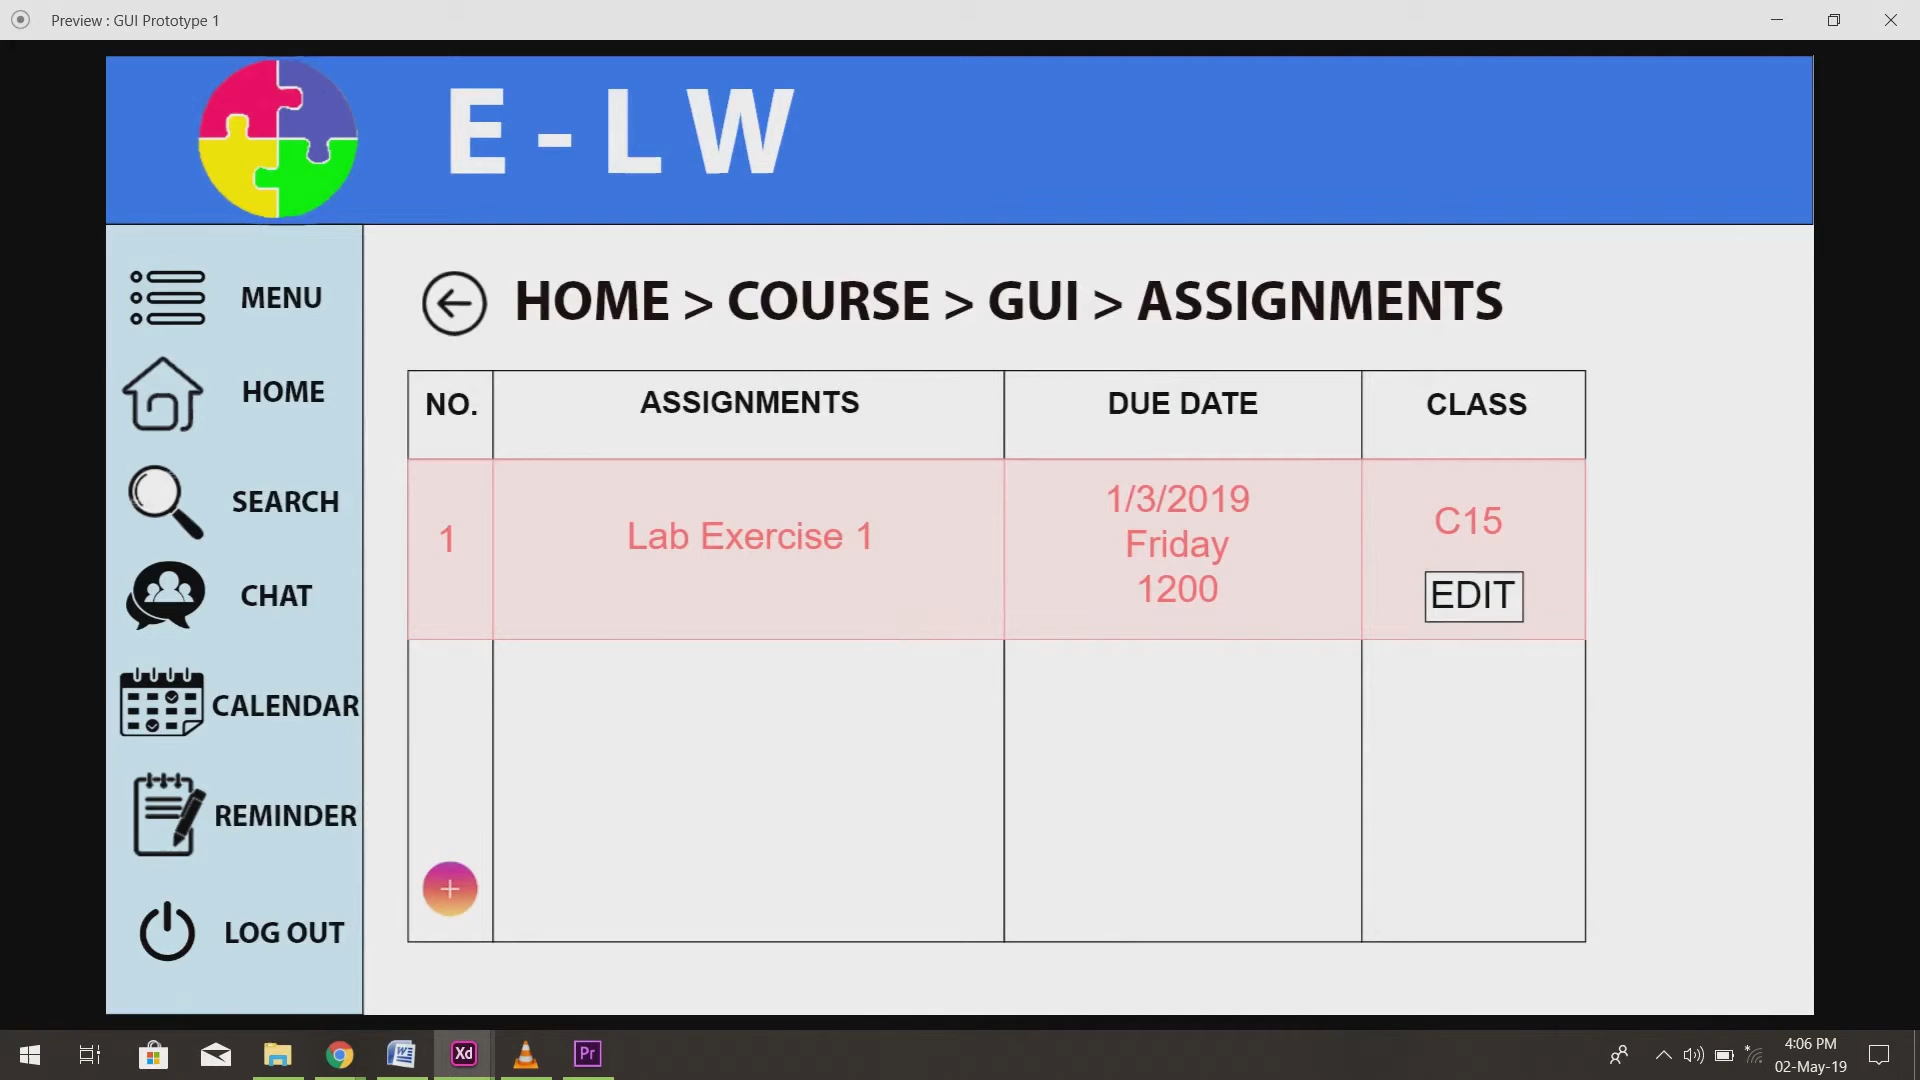 Preview : GUI Prototype 1
E - L W
MENU
HOME
SEARCH
CHAT
CALENDAR
REMINDER
LOG OUT
HOME > COURSE > GUI > ASSIGNMENTS
NO. ASSIGNMENTS DUE DATE CLASS
1 Lab Exercise 1
1/3/2019
Friday
1200
C15
EDIT
+
W
Xd
Pr
4:06 PM
02-May-19